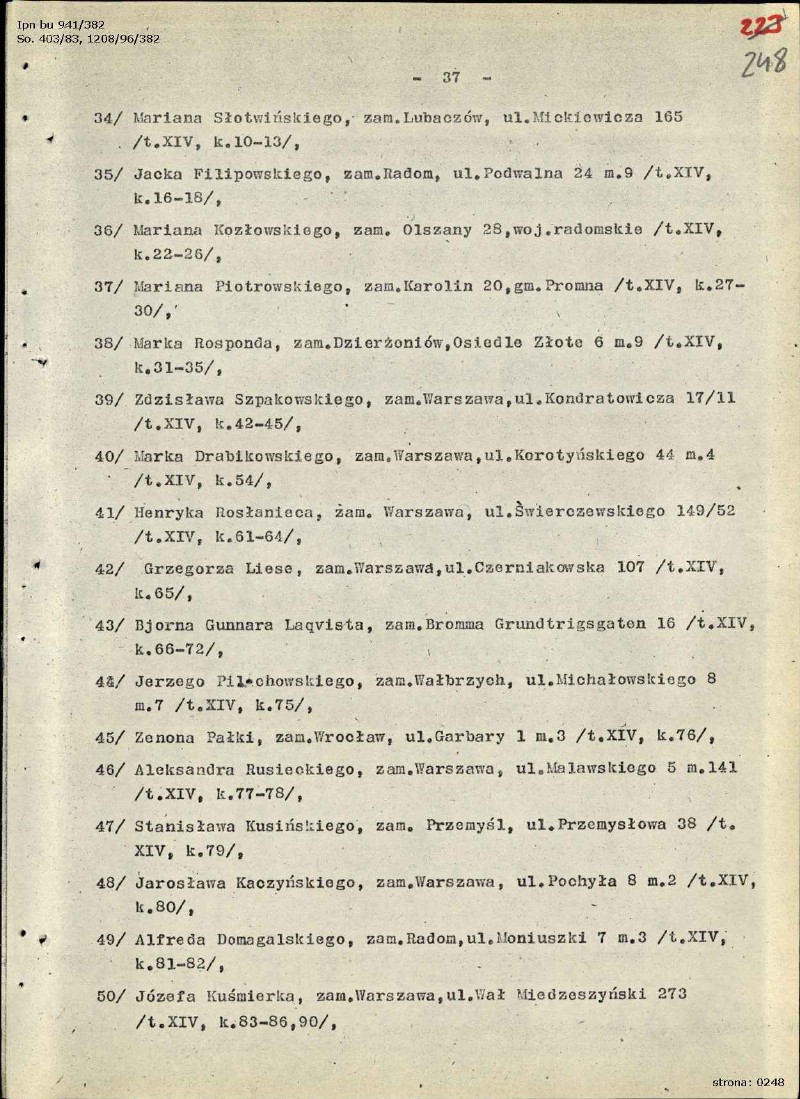 Ipn bu 941/382
So. 403/83, 1208/96/382
223
248
- 37 -
34/ Mariana Słotwińskiego, zam.Lubaczów, ul.Mickiewicza 165
/t.XIV, k.10-13/,
35/ Jacka Filipowskiego, zam.Radom, ul.Podwalna 24 m.9 /t.XIV,
k.16-18/,
36/ Mariana Kozłowskiego, zam. Olszany 28,woj.radomskie /t.XIV,
k.22-26/,
37/ Mariana Piotrowskiego, zam.Karolin 20,gm.Promna /t.XIV, k.27-
30/,
38/ Marka Rosponda, zam.Dzierżoniów,Osiedle Złote 6 m.9 /t.XIV,
k.31-35/,
39/ Zdzisława Szpakowskiego, zam.Warszawa,ul.Kondratowicza 17/11
/t.XIV, k.42-45/,
40/ Marka Drabikowskiego, zam.Warszawa,ul.Korotyńskiego 44 m.4
/t.XIV, k.54/,
41/ Henryka Rosłanieca, zam. Warszawa, ul.Świerczewskiego 149/52
/t.XIV, k.61-64/,
42/ Grzegorza Liese, zam.Warszawa,ul.Czerniakowska 107 /t.XIV,
k.65/,
43/ Bjorna Gunnara Laqvista, zam.Bromma Grundtrigsgaten 16 /t.XIV,
k.66-72/,
44/ Jerzego Pilchowskiego, zam.Wałbrzych, ul.Michałowskiego 8
m.7 /t.XIV, k.75/,
45/ Zenona Pałki, zam.Wrocław, ul.Garbary 1 m.3 /t.XIV, k.76/,
46/ Aleksandra Rusieckiego, zam.Warszawa, ul.Malawskiego 5 m.141
/t.XIV, k.77-78/,
47/ Stanisława Kusińskiego, zam. Przemyśl, ul.Przemysłowa 38 /t.
XIV, k.79/,
48/ Jarosława Kaczyńskiego, zam.Warszawa, ul.Pochyła 8 m.2 /t.XIV,
k.80/,
49/ Alfreda Domagalskiego, zam.Radom,ul.Moniuszki 7 m.3 /t.XIV,
k.81-82/,
50/ Józefa Kuśmierka, zam.Warszawa,ul.Wał Miedzeszyński 273
/t.XIV, k.83-86,90/,
strona: 0248